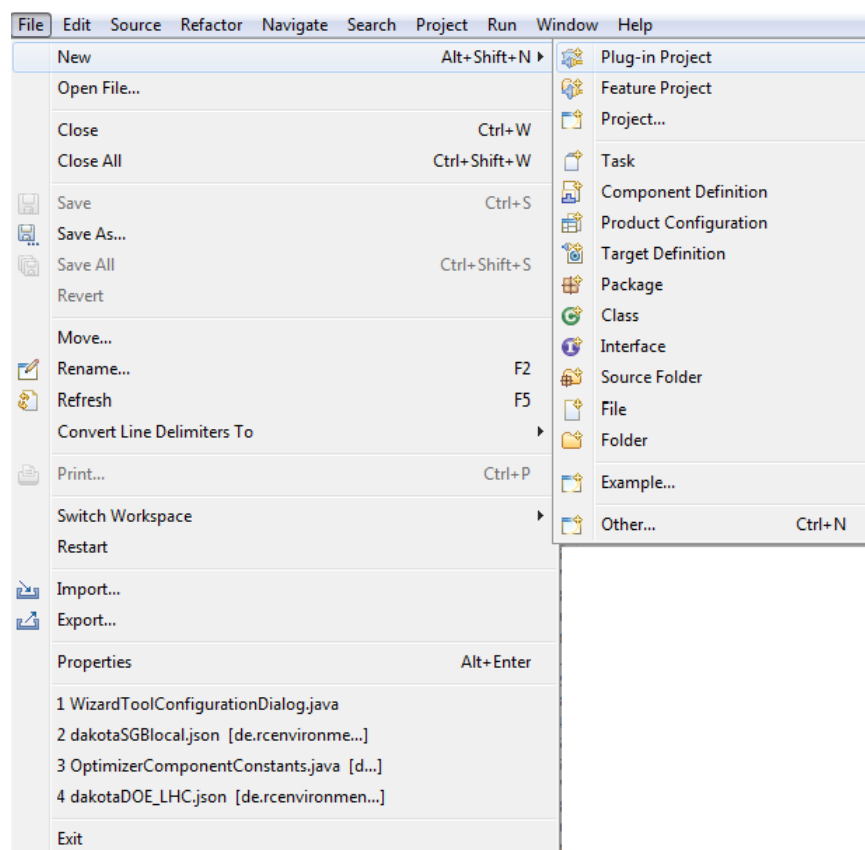 File Edit Source Refactor Navigate Search Project Run Window Help
New Alt+Shift+N
Open File...
Close Ctrl+W
Close All Ctrl+Shift+W
Save Ctrl+S
Save As...
Save All Ctrl+Shift+S
Revert
Move...
Rename... F2
Refresh F5
Convert Line Delimiters To
Print... Ctrl+P
Switch Workspace
Restart
Import...
Export...
Properties Alt+Enter
1 WizardToolConfigurationDialog.java
2 dakotaSGBlocal.json [de.rcenvironme...]
3 OptimizerComponentConstants.java [d...]
4 dakotaDOE_LHC.json [de.rcenvironmen...]
Exit
Plug-in Project
Feature Project
Project...
Task
Component Definition
Product Configuration
Target Definition
Package
Class
Interface
Source Folder
File
Folder
Example...
Other... Ctrl+N